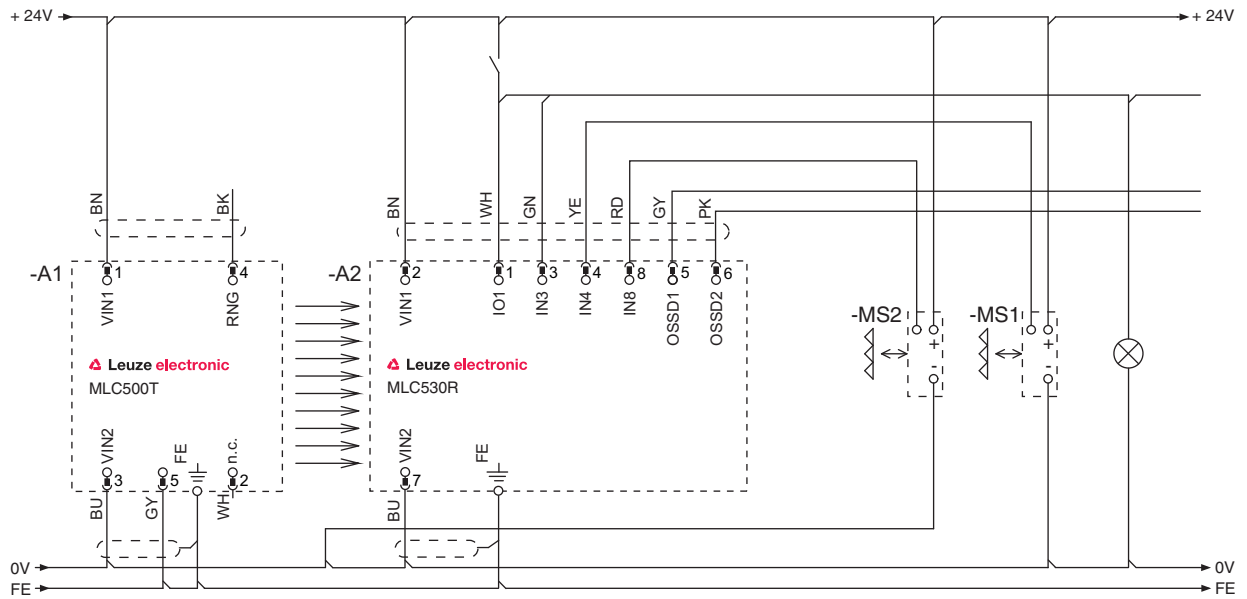 + 24V
+ 24V
BN
BK
BN
WH
GN
YE
RD
GY
PK
-A1
1
4
-A2
2
1
3
4
8
5
6
VIN1
RNG
VIN1
IO1
IN3
IN4
IN8
OSSD1
OSSD2
-MS2
-MS1
+
-
+
-
Leuze electronic
MLC500T
Leuze electronic
MLC530R
VIN2
FE
n.c.
VIN2
FE
3
5
2
7
BU
GY
WH
BU
0V
0V
FE
FE